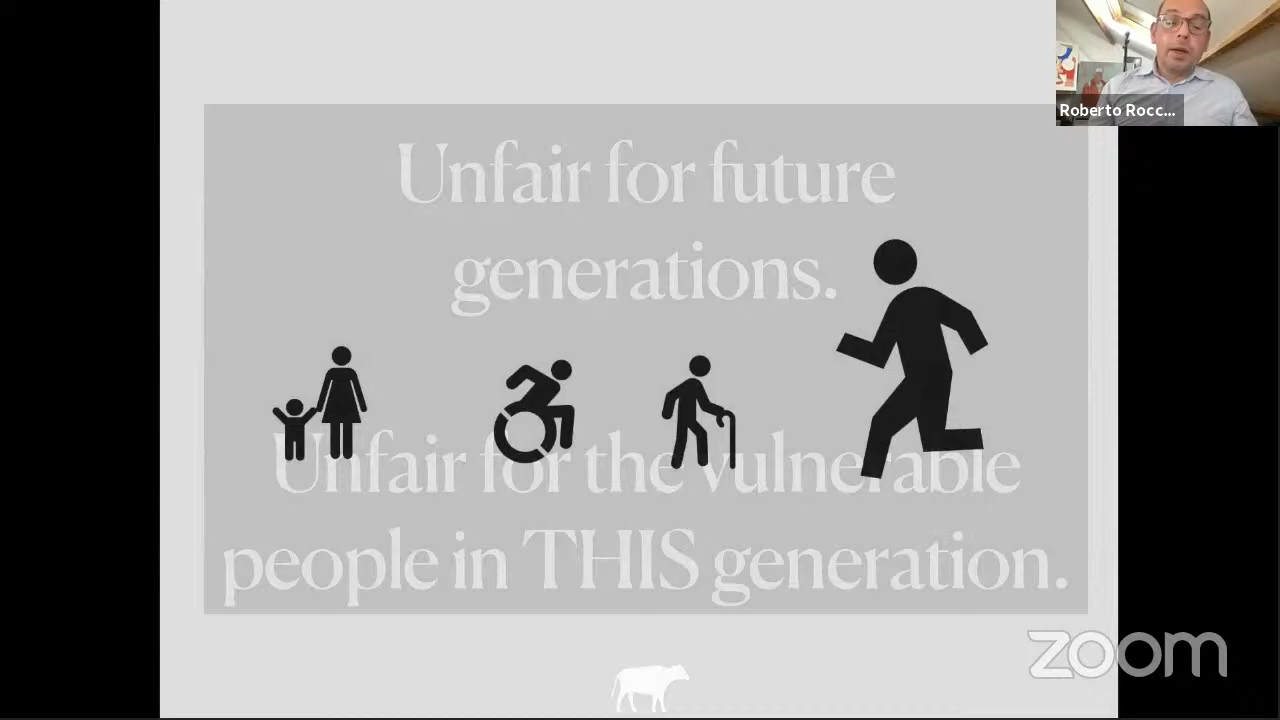 Roberto Rocc...
Unfair for future
generations.
Unfair for the vulnerable
people in THIS generation.
zoom